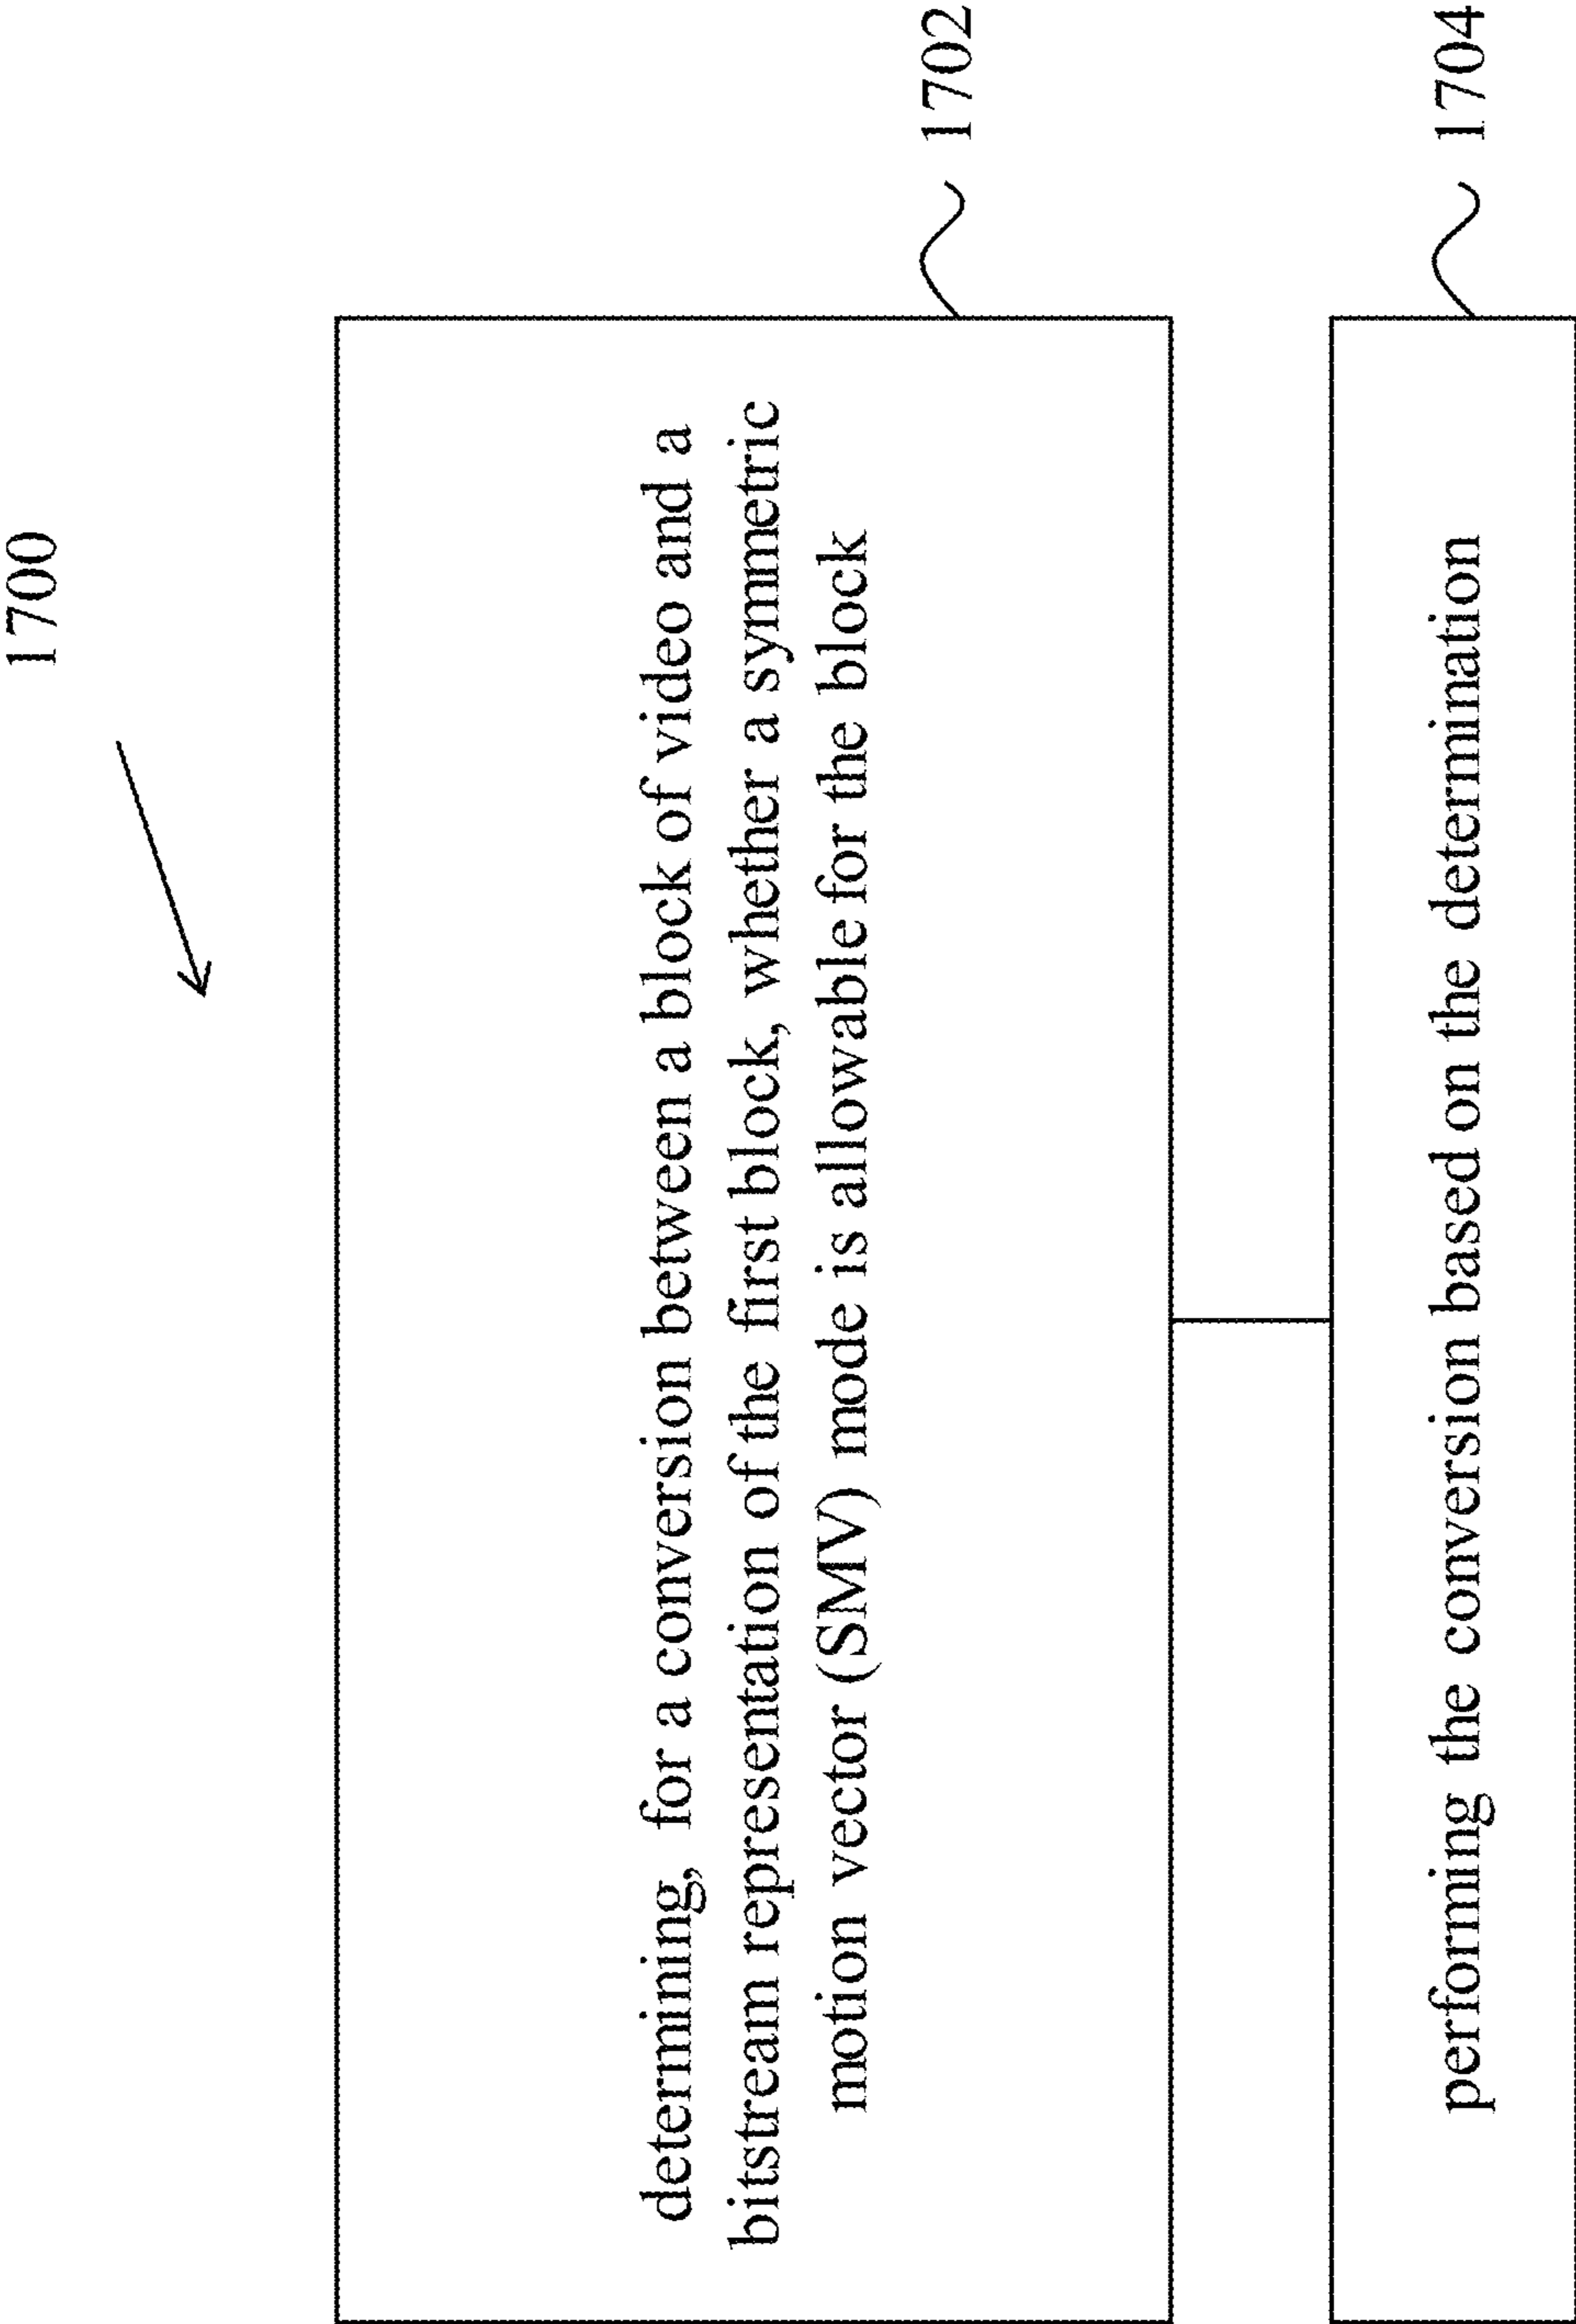 1700
determining, for a conversion between a block of video and a
bitstream representation of the first block, whether a symmetric
motion vector (SMV) mode is allowable for the block
1702
performing the conversion based on the determination
1704